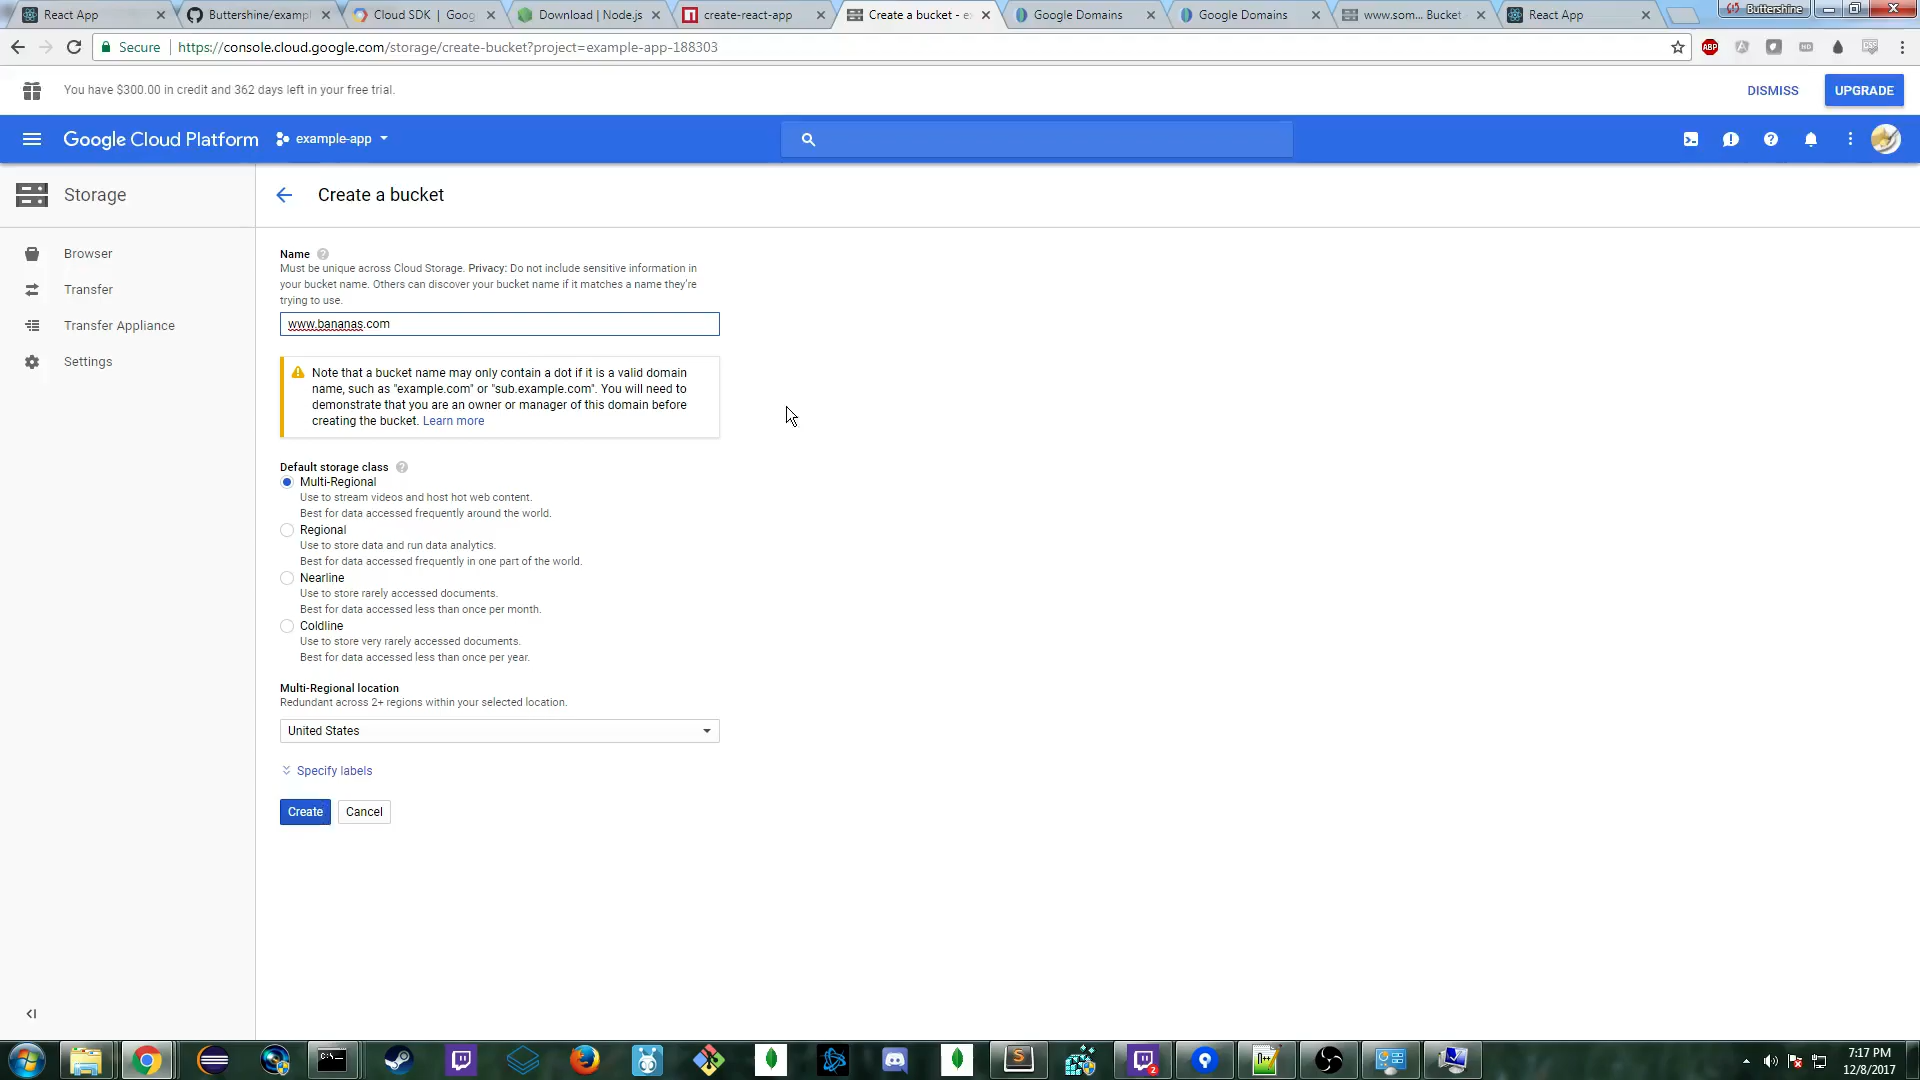 React App
Buttershine/exampl
Cloud SDK | Goog
Download | Node.js
create-react-app
Create a bucket - e
Google Domains
Google Domains
www.som... Bucket
React App
Buttershine
Secure
https://console.cloud.google.com/storage/create-bucket?project=example-app-188303
ABP
HD
CSS
You have $300.00 in credit and 362 days left in your free trial.
DISMISS
UPGRADE
Google Cloud Platform
example-app
Storage
Create a bucket
Browser
Transfer
Transfer Appliance
Settings
Name
Must be unique across Cloud Storage. Privacy: Do not include sensitive information in
your bucket name. Others can discover your bucket name if it matches a name they're
trying to use.
www.bananas.com
Note that a bucket name may only contain a dot if it is a valid domain
name, such as "example.com" or "sub.example.com". You will need to
demonstrate that you are an owner or manager of this domain before
creating the bucket. Learn more
Default storage class
Multi-Regional
Use to stream videos and host hot web content.
Best for data accessed frequently around the world.
Regional
Use to store data and run data analytics.
Best for data accessed frequently in one part of the world.
Nearline
Use to store rarely accessed documents.
Best for data accessed less than once per month.
Coldline
Use to store very rarely accessed documents.
Best for data accessed less than once per year.
Multi-Regional location
Redundant across 2+ regions within your selected location.
United States
Specify labels
Create
Cancel
7:17 PM
12/8/2017